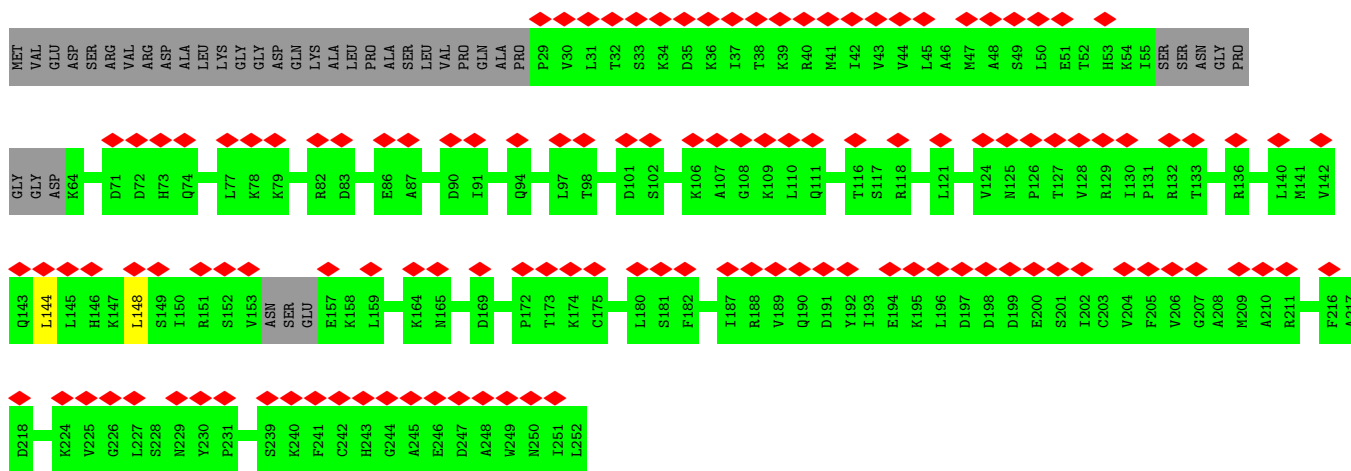 MET VAL GLU ASP SER ARG VAL ARG ASP ALA LEU LYS GLY GLY ASP GLN LYS ALA LEU PRO ALA SER LEU VAL PRO GLN ALA PRO P29 V30 L31 T32 S33 K34 D35 K36 I37 T38 K39 R40 M41 I42 V43 V44 L45 A46 M47 A48 S49 L50 E51 T52 H53 K54 I55 SER SER ASN GLY PRO
GLY GLY ASP K64 D71 D72 H73 Q74 L77 K78 K79 R82 D83 E86 A87 D90 I91 Q94 L97 T98 D101 S102 K106 A107 G108 K109 L110 Q111 T116 S117 R118 L121 V124 N125 P126 T127 V128 R129 I130 P131 R132 T133 R136 L140 M141 V142
Q143 L144 L145 H146 K147 L148 S149 I150 R151 S152 V153 ASN SER GLU E157 K158 L159 K164 N165 D169 P172 T173 K174 C175 L180 S181 F182 I187 R188 V189 Q190 D191 Y192 I193 E194 K195 L196 D197 D198 D199 E200 S201 I202 C203 V204 F205 V206 G207 A208 M209 A210 R211 F216 A217
D218 K224 V225 G226 L227 S228 N229 Y230 P231 S239 K240 F241 C242 H243 G244 A245 E246 D247 A248 W249 N250 I251 L252